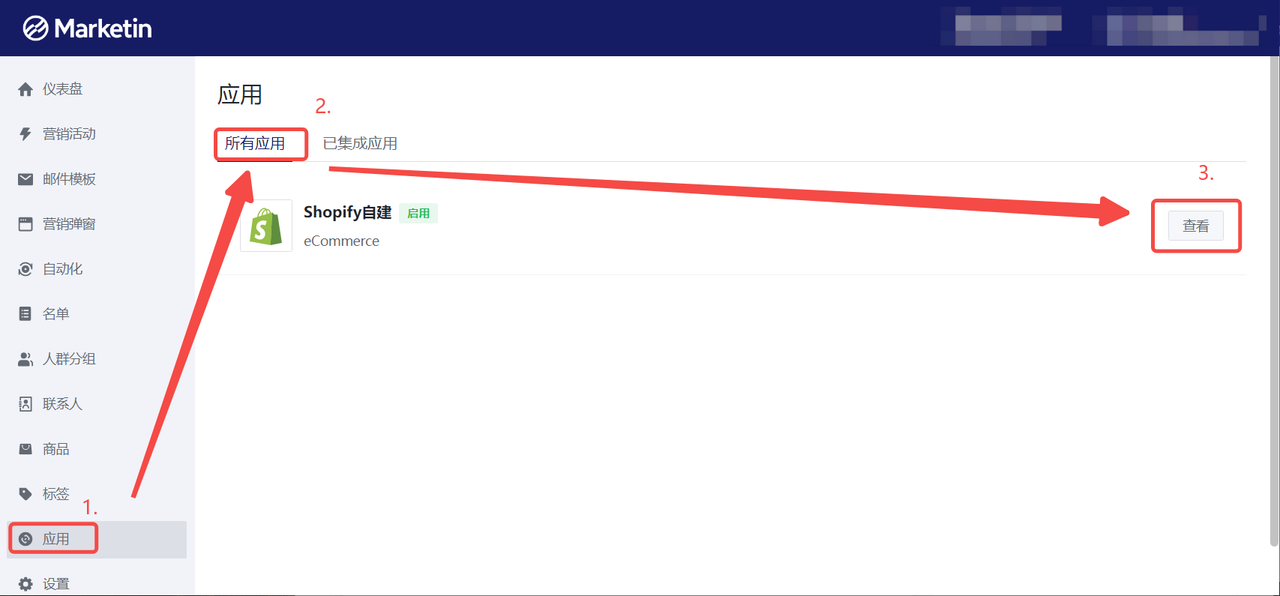 Marketin
仪表盘
营销活动
邮件模板
营销弹窗
自动化
名单
人群分组
联系人
商品
标签
1.
应用
设置
应用
2.
所有应用 已集成应用
3.
Shopify自建 启用
eCommerce
查看